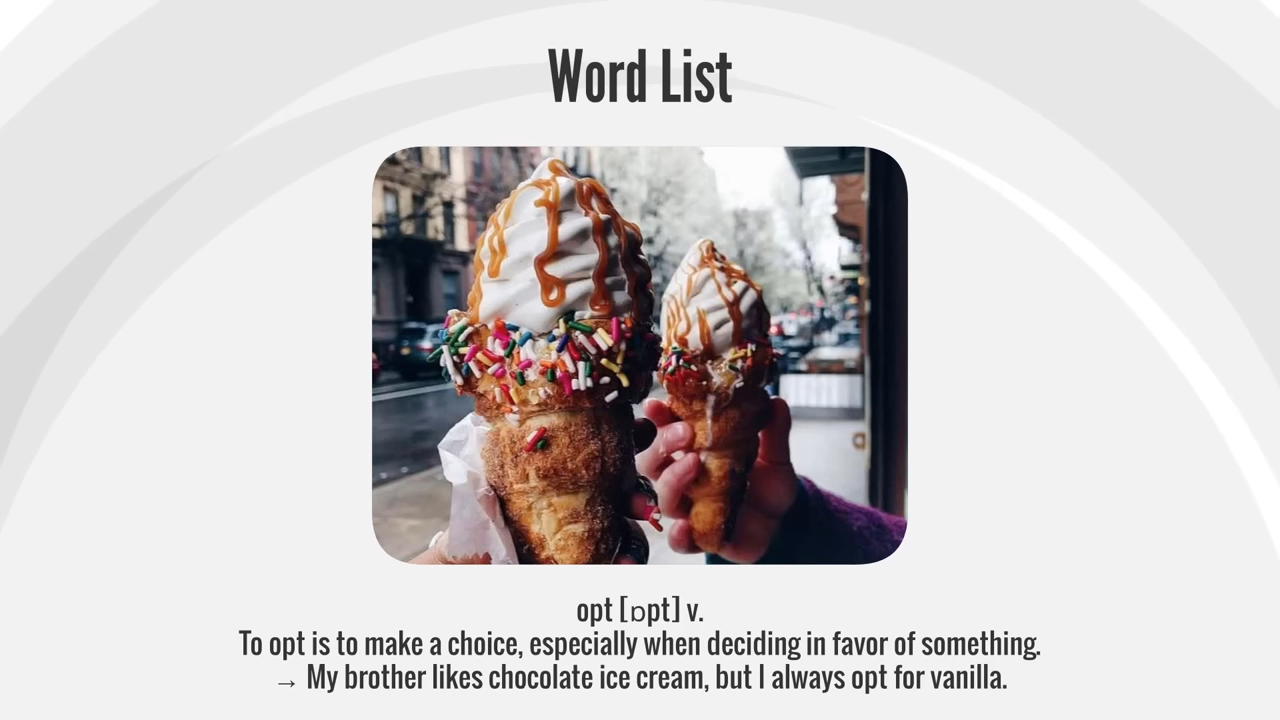 Word List
opt [ɒpt] v.
To opt is to make a choice, especially when deciding in favor of something.
→ My brother likes chocolate ice cream, but I always opt for vanilla.